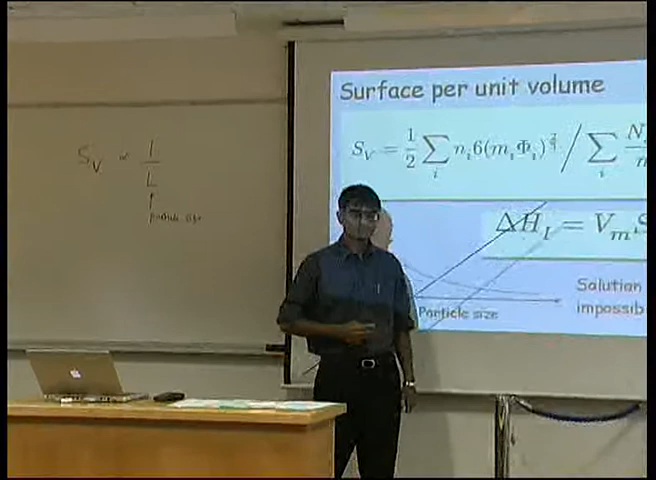 S_V ∝ 1/L
↑
particle size
Surface per unit volume
S_V = 1/2 ∑_i n_i 6(m_i Φ_i)^{2/3} / ∑_i N
ΔH_I = V_m S
Solution
impossib
Particle size